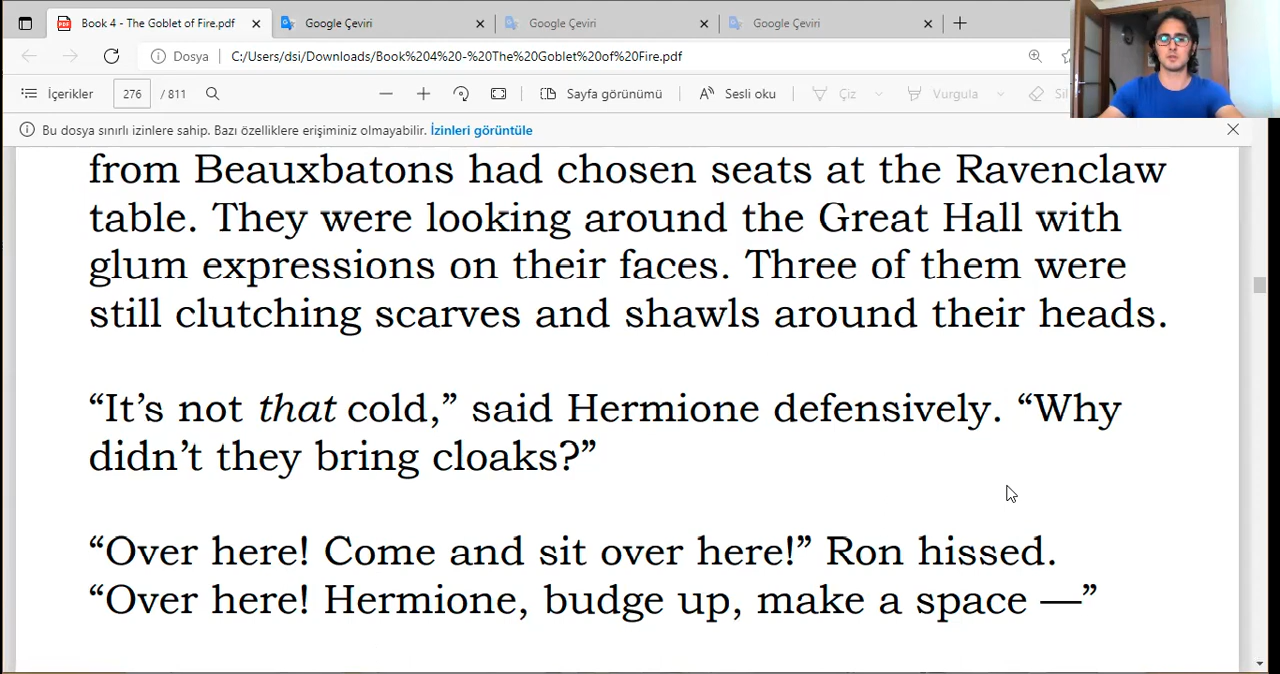 Book 4 - The Goblet of Fire.pdf
Google Çeviri
Google Çeviri
Google Çeviri
Dosya
C:/Users/dsi/Downloads/Book%204%20-%20The%20Goblet%20of%20Fire.pdf
İçerikler
276 / 811
Sayfa görünümü
Sesli oku
Çiz
Vurgula
Sil
Bu dosya sınırlı izinlere sahip. Bazı özelliklere erişiminiz olmayabilir. İzinleri görüntüle
from Beauxbatons had chosen seats at the Ravenclaw
table. They were looking around the Great Hall with
glum expressions on their faces. Three of them were
still clutching scarves and shawls around their heads.
“It’s not that cold,” said Hermione defensively. “Why
didn’t they bring cloaks?”
“Over here! Come and sit over here!” Ron hissed.
“Over here! Hermione, budge up, make a space —”